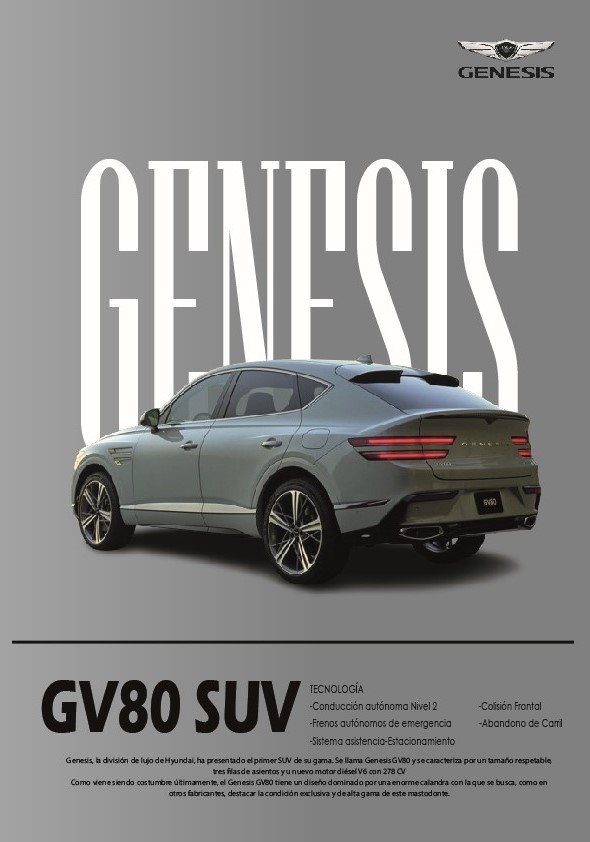 GENESIS
GENESIS
GENESIS
GV80
GV80 SUV
TECNOLOGÍA
-Conducción autónoma Nivel 2
-Colisión Frontal
-Frenos autónomos de emergencia
-Abandono de Carril
-Sistema asistencia-Estacionamiento
Genesis, la división de lujo de Hyundai, ha presentado el primer SUV de su gama. Se llama Genesis GV80 y se caracteriza por un tamaño respetable,
tres filas de asientos y u nuevo motor diésel V6 con 278 CV
Como viene siendo costumbre últimamente, el Genesis GV80 tiene un diseño dominado por una enorme calandra con la que se busca, como en
otros fabricantes, destacar la condición exclusiva y de alta gama de este mastodonte.